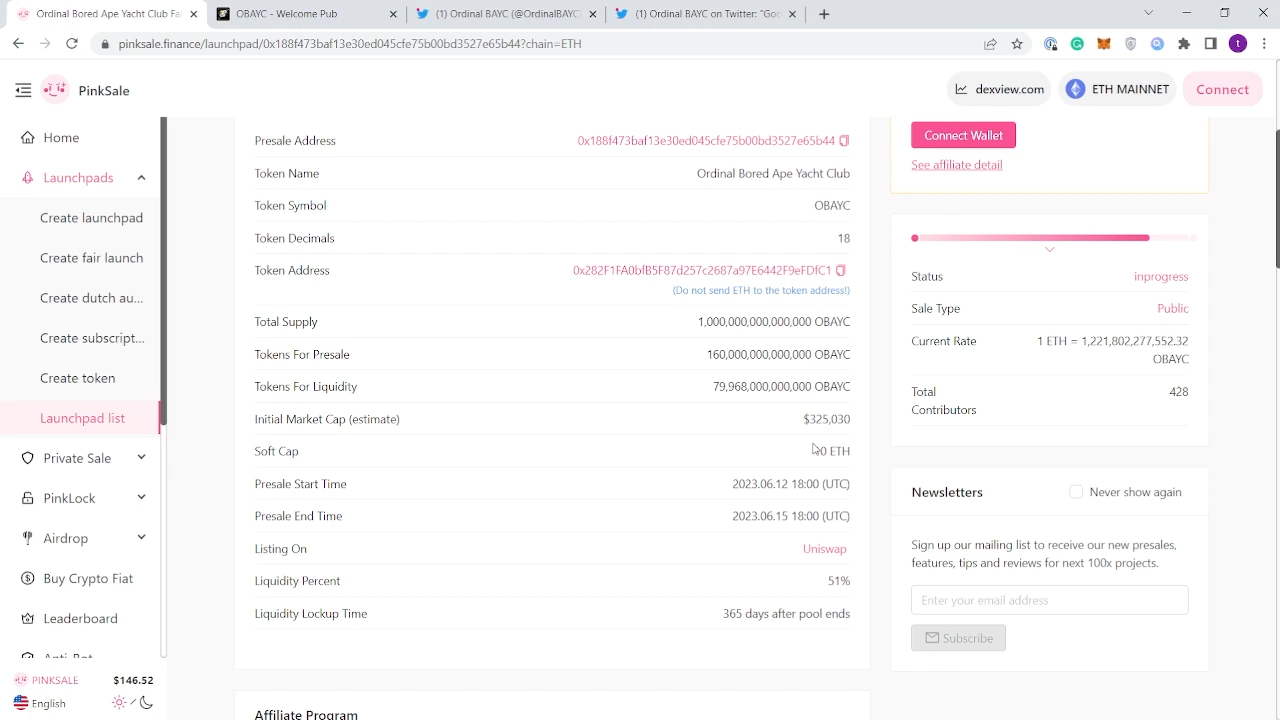 Ordinal Bored Ape Yacht Club Fa
OBAYC - Welcome Pub
(1) Ordinal BAYC (@OrdinalBAYC)
(1) Ordinal BAYC on Twitter: "Goo
pinksale.finance/launchpad/0x188f473baf13e30ed045cfe75b00bd3527e65b44?chain=ETH
t
PinkSale
dexview.com
ETH MAINNET
Connect
Home
Launchpads
Create launchpad
Create fair launch
Create dutch au...
Create subscript...
Create token
Launchpad list
Private Sale
PinkLock
Airdrop
Buy Crypto Fiat
Leaderboard
Anti-Bot
PINKSALE $146.52
English
Presale Address 0x188f473baf13e30ed045cfe75b00bd3527e65b44
Token Name Ordinal Bored Ape Yacht Club
Token Symbol OBAYC
Token Decimals 18
Token Address 0x282F1FA0bfB5F87d257c2687a97E6442F9eFDfC1
(Do not send ETH to the token address!)
Total Supply 1,000,000,000,000,000 OBAYC
Tokens For Presale 160,000,000,000,000 OBAYC
Tokens For Liquidity 79,968,000,000,000 OBAYC
Initial Market Cap (estimate) $325,030
Soft Cap 0 ETH
Presale Start Time 2023.06.12 18:00 (UTC)
Presale End Time 2023.06.15 18:00 (UTC)
Listing On Uniswap
Liquidity Percent 51%
Liquidity Lockup Time 365 days after pool ends
Affiliate Program
Connect Wallet
See affiliate detail
Status inprogress
Sale Type Public
Current Rate 1 ETH = 1,221,802,277,552.32
OBAYC
Total 428
Contributors
Newsletters Never show again
Sign up our mailing list to receive our new presales,
features, tips and reviews for next 100x projects.
Enter your email address
Subscribe